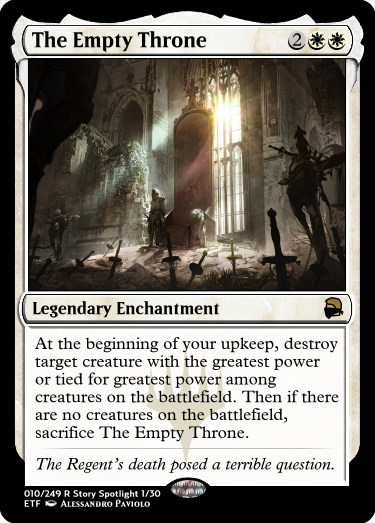 The Empty Throne 2
Legendary Enchantment
At the beginning of your upkeep, destroy
target creature with the greatest power
or tied for greatest power among
creatures on the battlefield. Then if there
are no creatures on the battlefield,
sacrifice The Empty Throne.
The Regent's death posed a terrible question.
010/249 R Story Spotlight 1/30
ETF Alessandro Paviolo